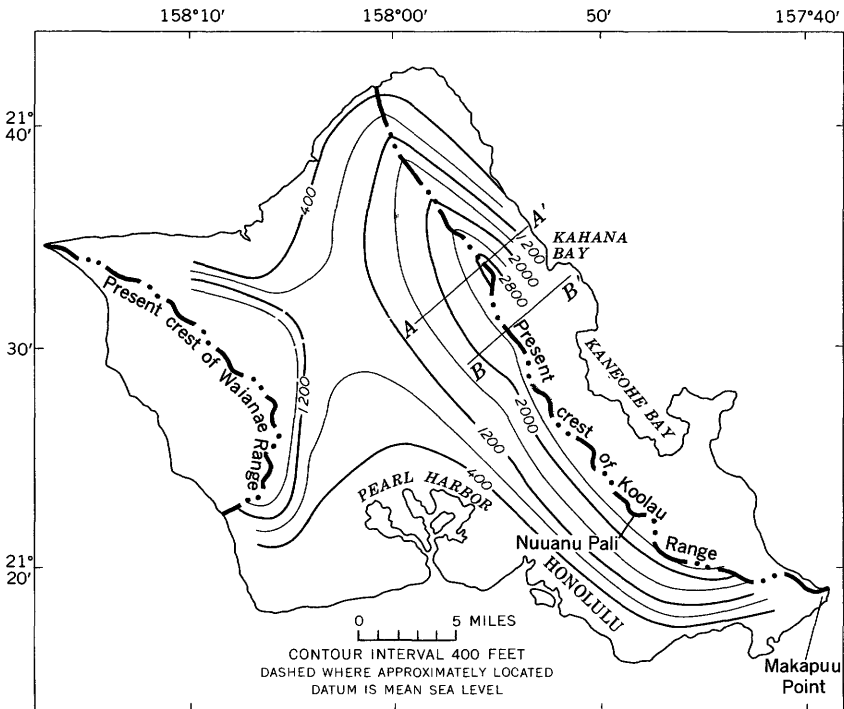 158°10'
158°00'
50'
157°40'
21°
40'
30'
21°
20'
400
A'
KAHANA
BAY
1200
2000
2800
B'
A
B
Present crest of Waianae Range
1200
Present crest of Koolau Range
KANEOHE BAY
2000
1200
400
PEARL HARBOR
Nuuanu Pali
HONOLULU
Makapuu
Point
0 5 MILES
CONTOUR INTERVAL 400 FEET
DASHED WHERE APPROXIMATELY LOCATED
DATUM IS MEAN SEA LEVEL